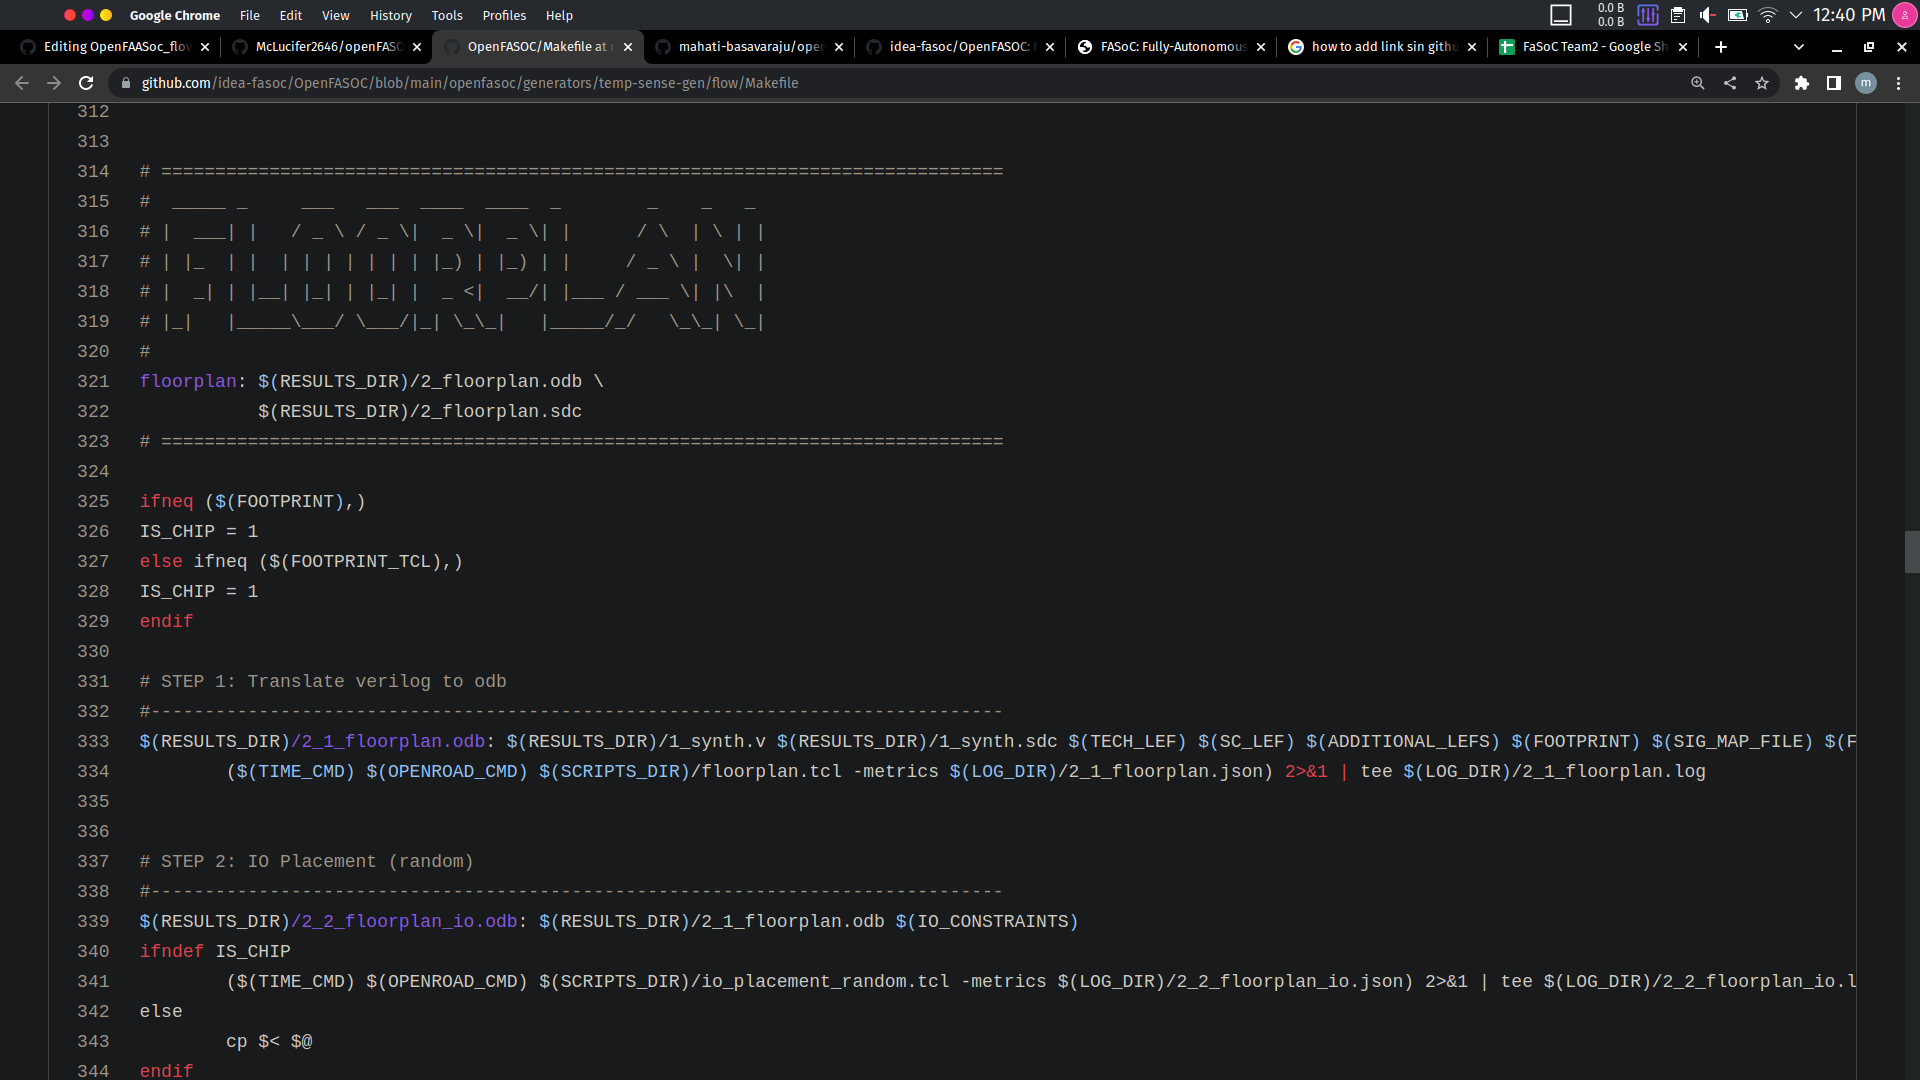 Google Chrome File Edit View History Tools Profiles Help 0.0 B 0.0 B 12:40 PM
Editing OpenFAASoc_flow McLucifer2646/openFASC OpenFASOC/Makefile at mahati-basavaraju/oper idea-fasoc/OpenFASOC: FASoC: Fully-Autonomous how to add link sin githu FaSoC Team2 - Google Sh
github.com/idea-fasoc/OpenFASOC/blob/main/openfasoc/generators/temp-sense-gen/flow/Makefile m
312
313
314 # ==============================================================================
315 #  _____ _     ___   ___  ____  ____  _        _    _   _
316 # |  ___| |   / _ \ / _ \|  _ \|  _ \| |      / \  | \ | |
317 # | |_  | |  | | | | | | | |_) | |_) | |     / _ \ |  \| |
318 # |  _| | |__| |_| | |_| |  _ <|  __/| |___ / ___ \| |\  |
319 # |_|   |_____\___/ \___/|_| \_\_|   |_____/_/   \_\_| \_|
320 #
321 floorplan: $(RESULTS_DIR)/2_floorplan.odb \
322            $(RESULTS_DIR)/2_floorplan.sdc
323 # ==============================================================================
324
325 ifneq ($(FOOTPRINT),)
326 IS_CHIP = 1
327 else ifneq ($(FOOTPRINT_TCL),)
328 IS_CHIP = 1
329 endif
330
331 # STEP 1: Translate verilog to odb
332 #-------------------------------------------------------------------------------
333 $(RESULTS_DIR)/2_1_floorplan.odb: $(RESULTS_DIR)/1_synth.v $(RESULTS_DIR)/1_synth.sdc $(TECH_LEF) $(SC_LEF) $(ADDITIONAL_LEFS) $(FOOTPRINT) $(SIG_MAP_FILE) $(F
334         ($(TIME_CMD) $(OPENROAD_CMD) $(SCRIPTS_DIR)/floorplan.tcl -metrics $(LOG_DIR)/2_1_floorplan.json) 2>&1 | tee $(LOG_DIR)/2_1_floorplan.log
335
336
337 # STEP 2: IO Placement (random)
338 #-------------------------------------------------------------------------------
339 $(RESULTS_DIR)/2_2_floorplan_io.odb: $(RESULTS_DIR)/2_1_floorplan.odb $(IO_CONSTRAINTS)
340 ifndef IS_CHIP
341         ($(TIME_CMD) $(OPENROAD_CMD) $(SCRIPTS_DIR)/io_placement_random.tcl -metrics $(LOG_DIR)/2_2_floorplan_io.json) 2>&1 | tee $(LOG_DIR)/2_2_floorplan_io.l
342 else
343         cp $< $@
344 endif